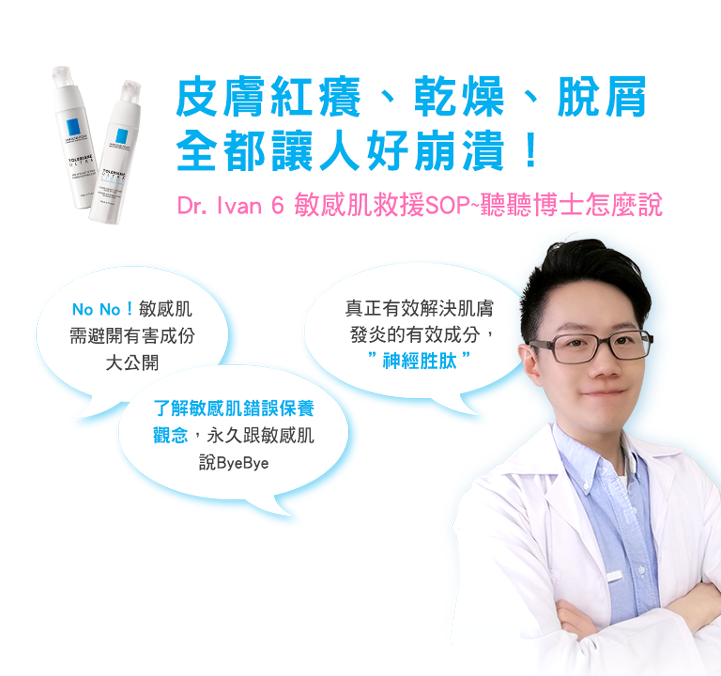 皮膚紅癢、乾燥、脫屑
全都讓人好崩潰！
Dr. Ivan 6 敏感肌救援SOP~聽聽博士怎麼說
No No！敏感肌
需避開有害成份
大公開
真正有效解決肌膚
發炎的有效成分，
”神經胜肽”
了解敏感肌錯誤保養
觀念，永久跟敏感肌
說ByeBye
TOLERIANE
ULTRA
TOLERIANE
ULTRA